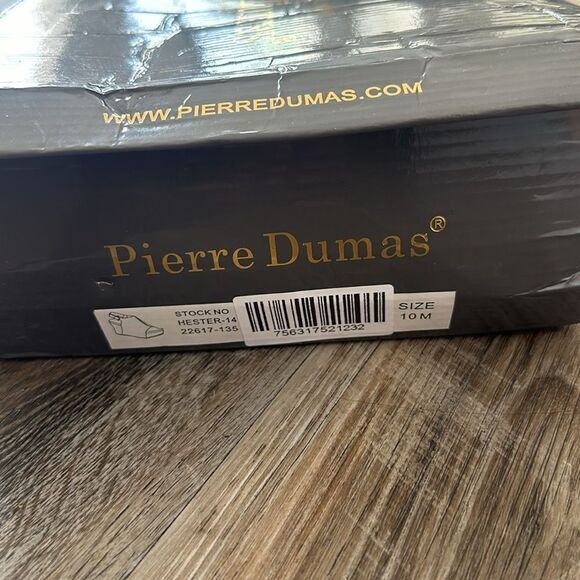 WWW.PIERREDUMAS.COM
Pierre Dumas®
STOCK NO
HESTER-14
22617-135
756317521232
SIZE
10 M